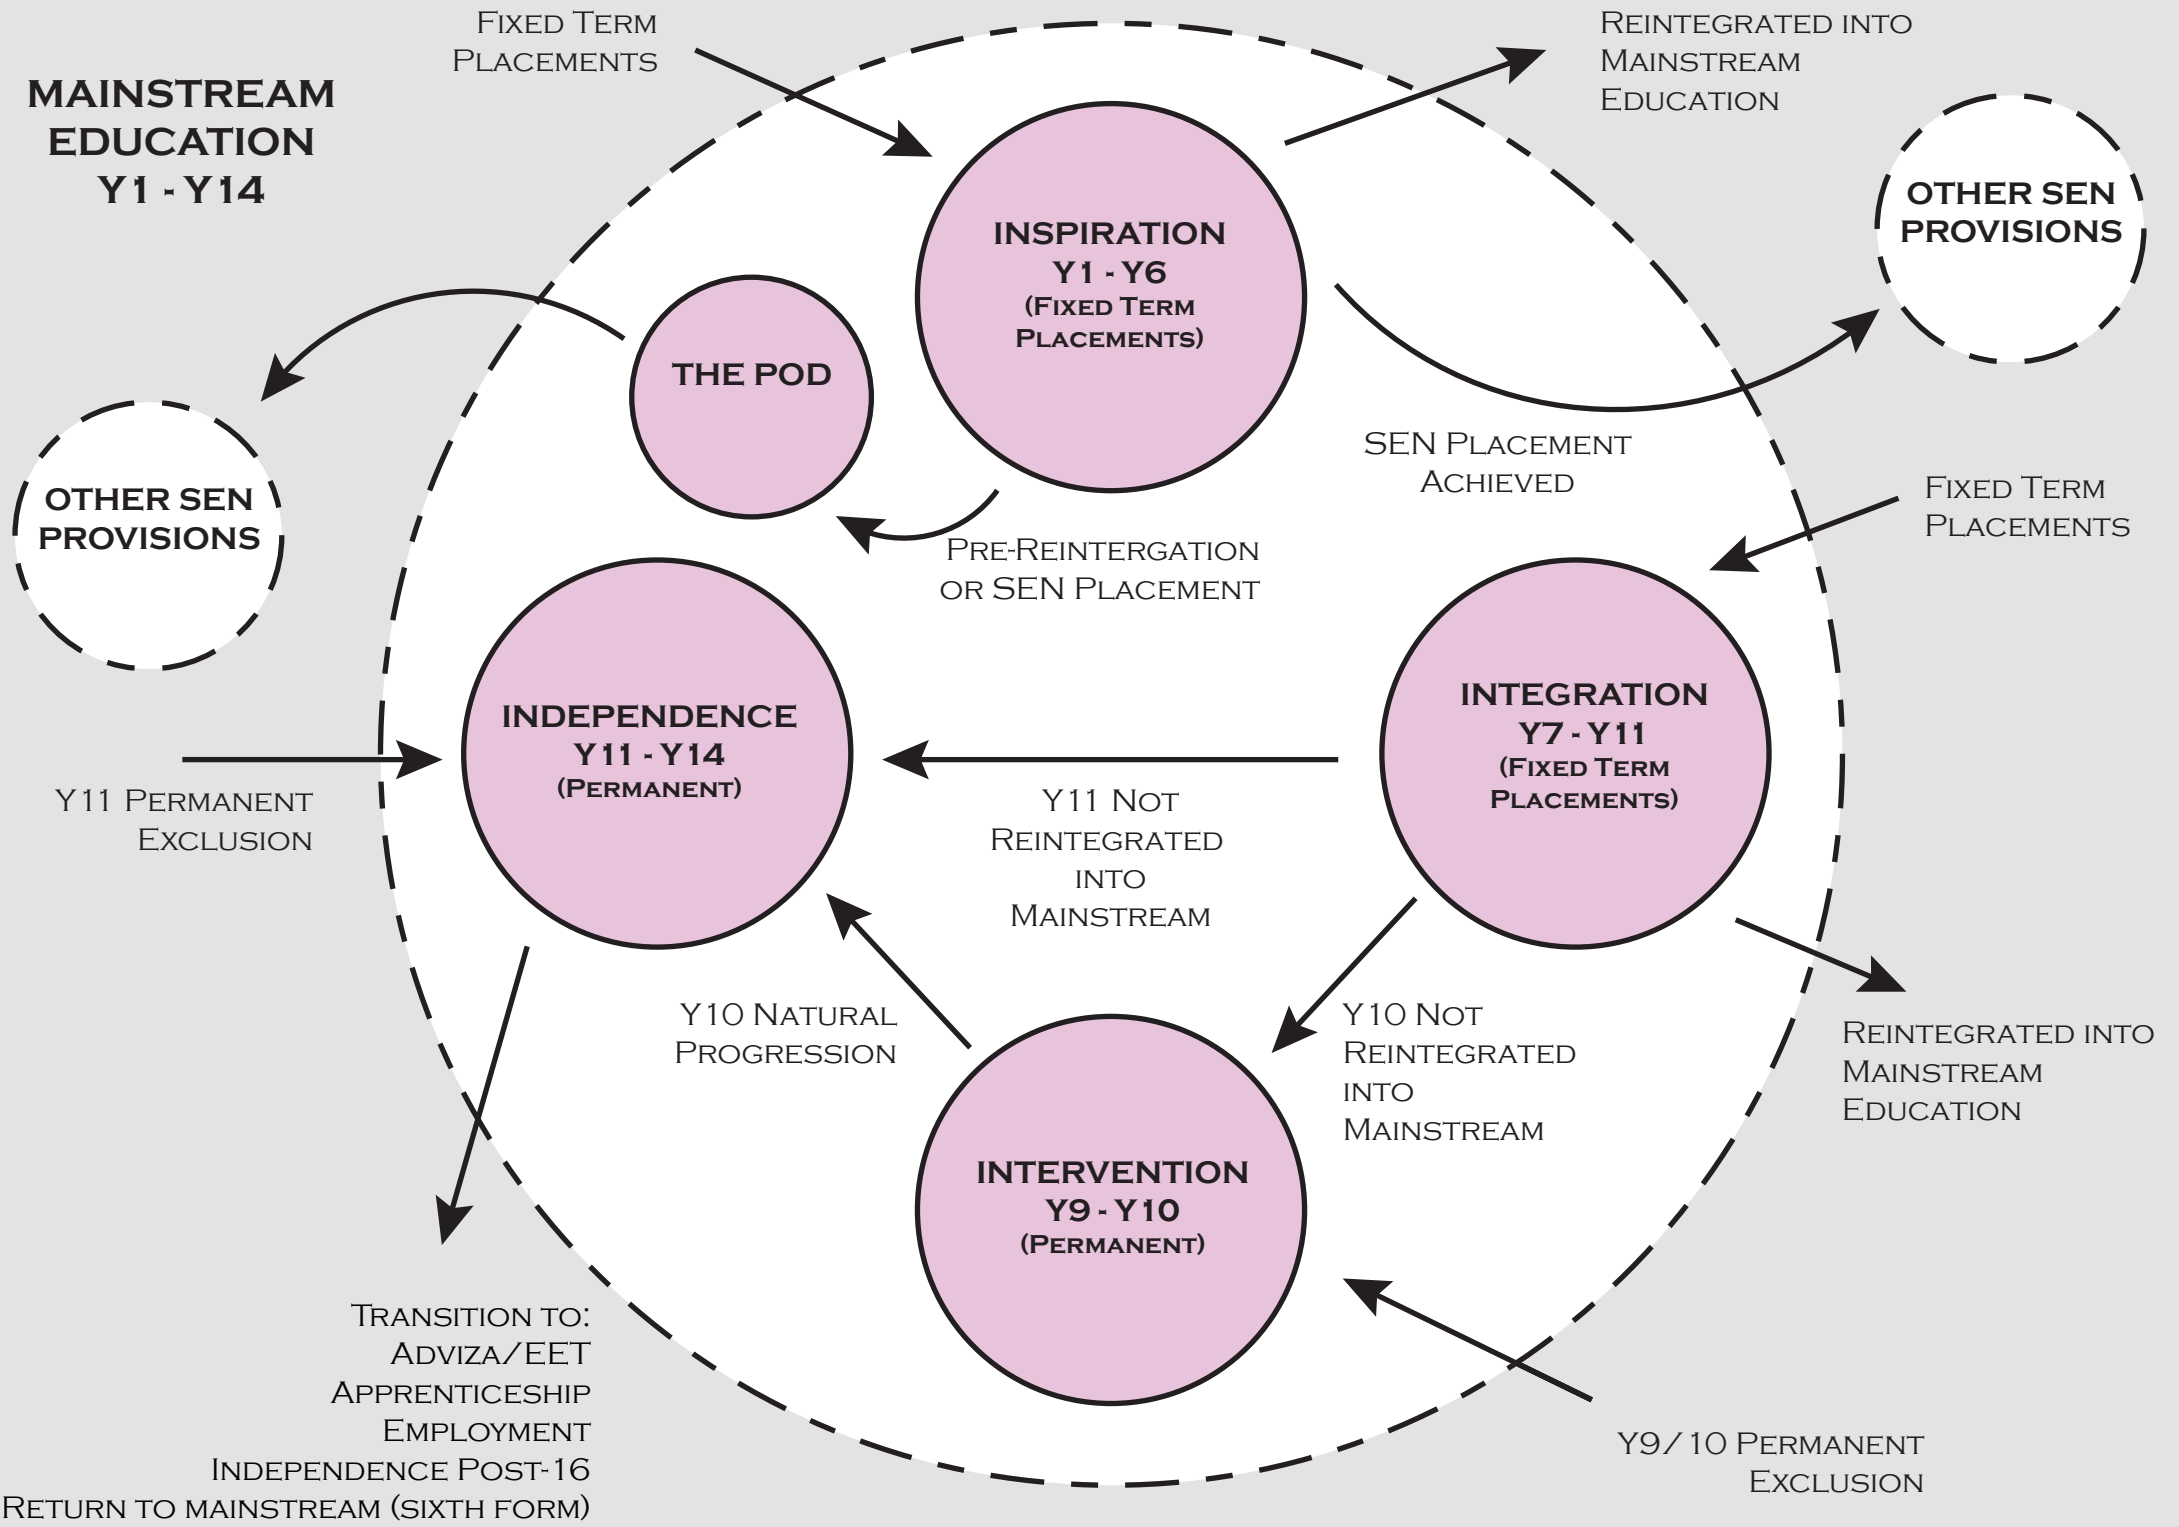 Fixed Term
Placements
Reintegrated into
Mainstream
Education
MAINSTREAM
EDUCATION
Y1 - Y14
OTHER SEN
PROVISIONS
INSPIRATION
Y1 - Y6
(Fixed Term
Placements)
THE POD
SEN Placement
Achieved
Fixed Term
Placements
OTHER SEN
PROVISIONS
Pre-Reintergation
or SEN Placement
INDEPENDENCE
Y11 - Y14
(Permanent)
INTEGRATION
Y7 - Y11
(Fixed Term
Placements)
Y11 Permanent
Exclusion
Y11 Not
Reintegrated
into
Mainstream
Y10 Natural
Progression
Y10 Not
Reintegrated
into
Mainstream
Reintegrated into
Mainstream
Education
INTERVENTION
Y9 - Y10
(Permanent)
Transition to:
Adviza/EET
Apprenticeship
Employment
Independence Post-16
Return to mainstream (sixth form)
Y9/10 Permanent
Exclusion